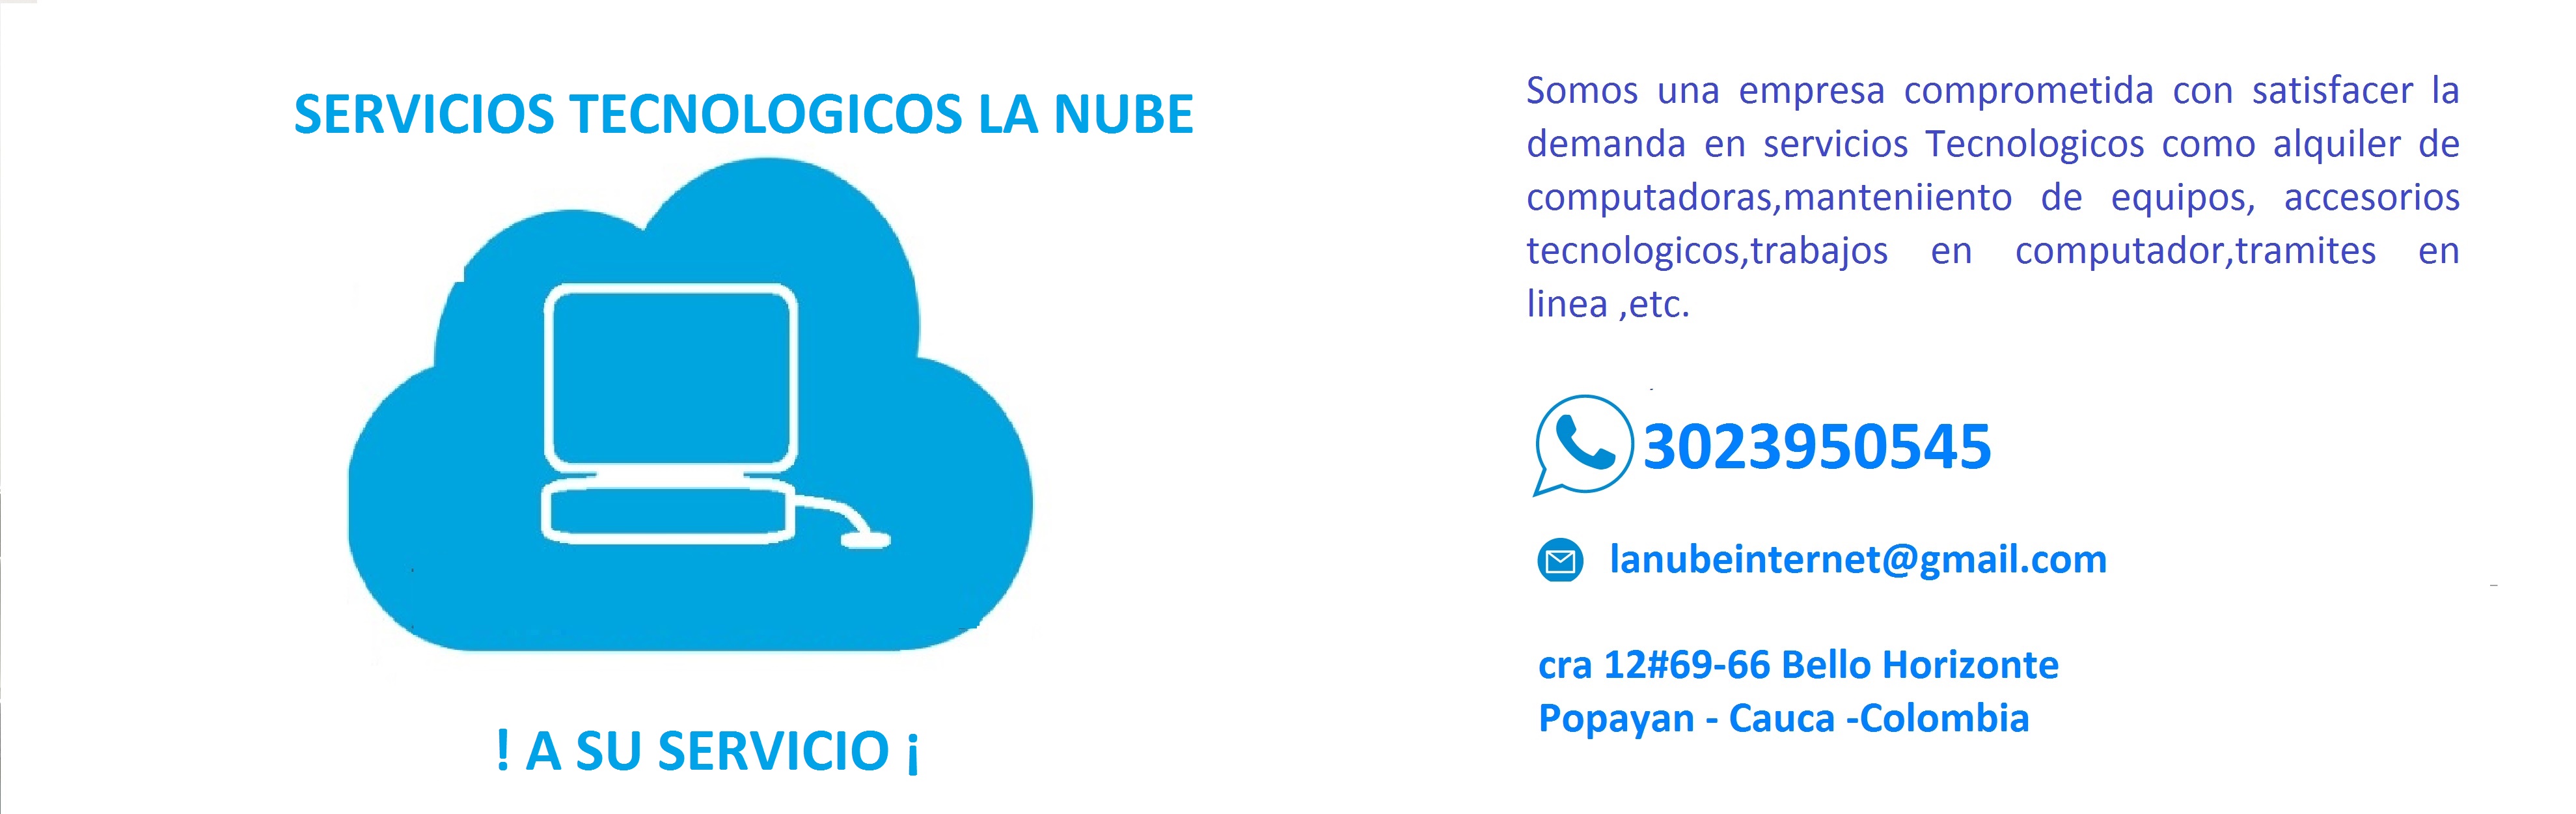 SERVICIOS TECNOLOGICOS LA NUBE
! A SU SERVICIO ¡
Somos una empresa comprometida con satisfacer la
demanda en servicios Tecnologicos como alquiler de
computadoras,manteniiento de equipos, accesorios
tecnologicos,trabajos en computador,tramites en
linea ,etc.
3023950545
lanubeinternet@gmail.com
cra 12#69-66 Bello Horizonte
Popayan - Cauca -Colombia